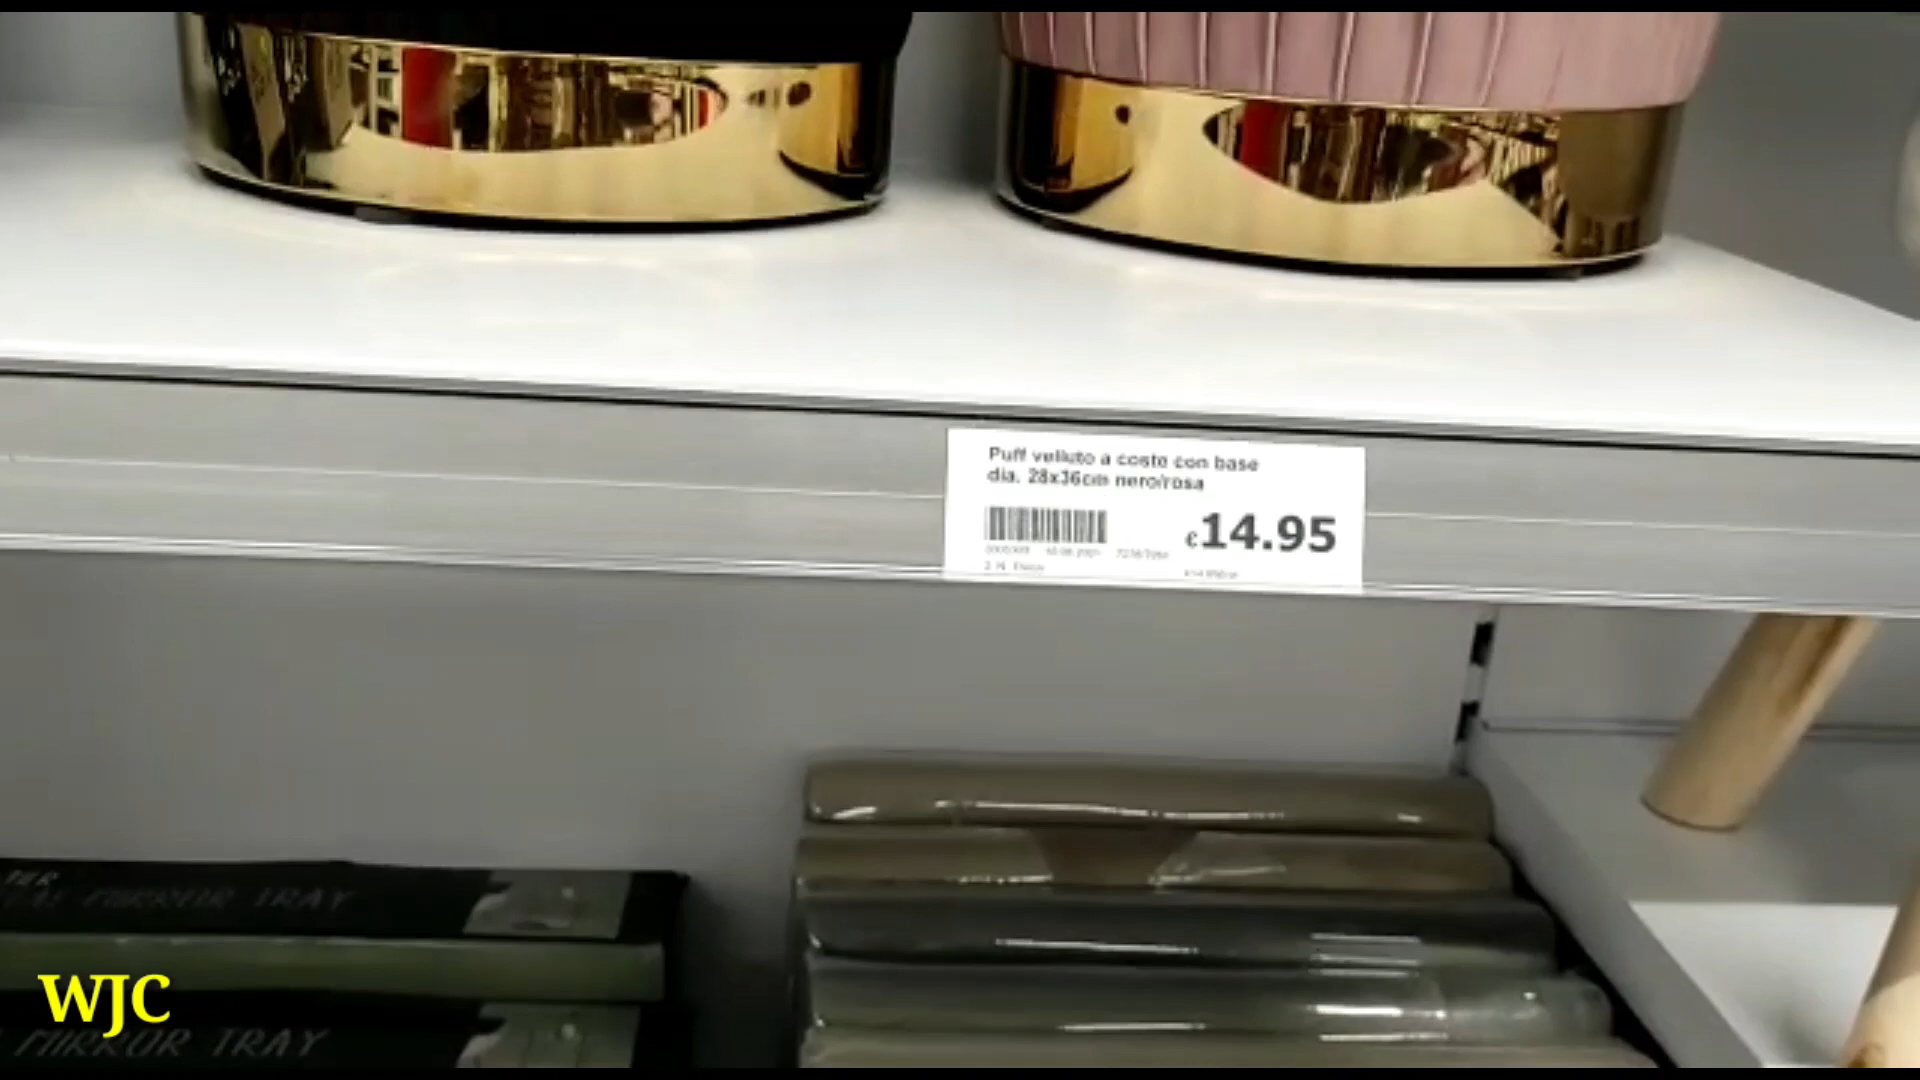 Puff velluto a coste con base
dia. 28x36cm nero/rosa
€14.95
MIRROR TRAY
WJC
MIRROR TRAY